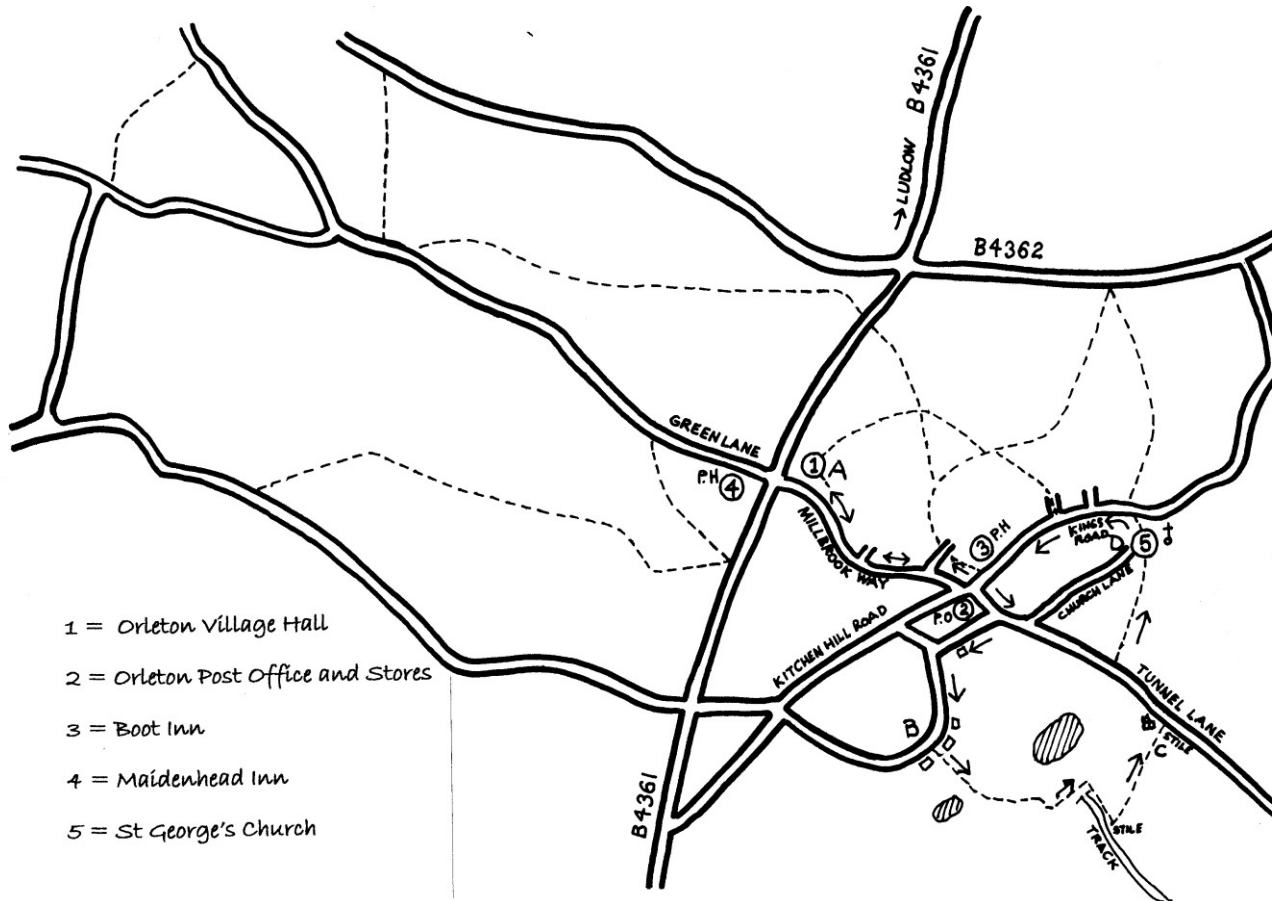 B4361
→ LUDLOW
B4362
GREEN LANE
P.H 4
1 A
MILLBROOK WAY
3 P.H
KINGS
ROAD
D 5
CHURCH LANE
P.O 2
KITCHEN HILL ROAD
TUNNEL LANE
B
STILE
C
B4361
STILE
TRACK
1 = Orleton Village Hall
2 = Orleton Post Office and Stores
3 = Boot Inn
4 = Maidenhead Inn
5 = St George's Church